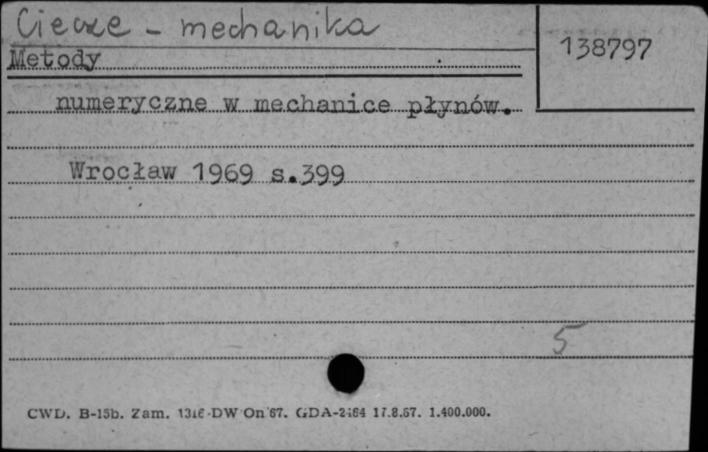 Ciecze - mechanika
138797
Metody
numeryczne w mechanice płynów.
Wrocław 1969 s.399
5
CWD. B-15b. Zam. 1316 DW On 67. GDA-2164 17.8.67. 1.400.000.